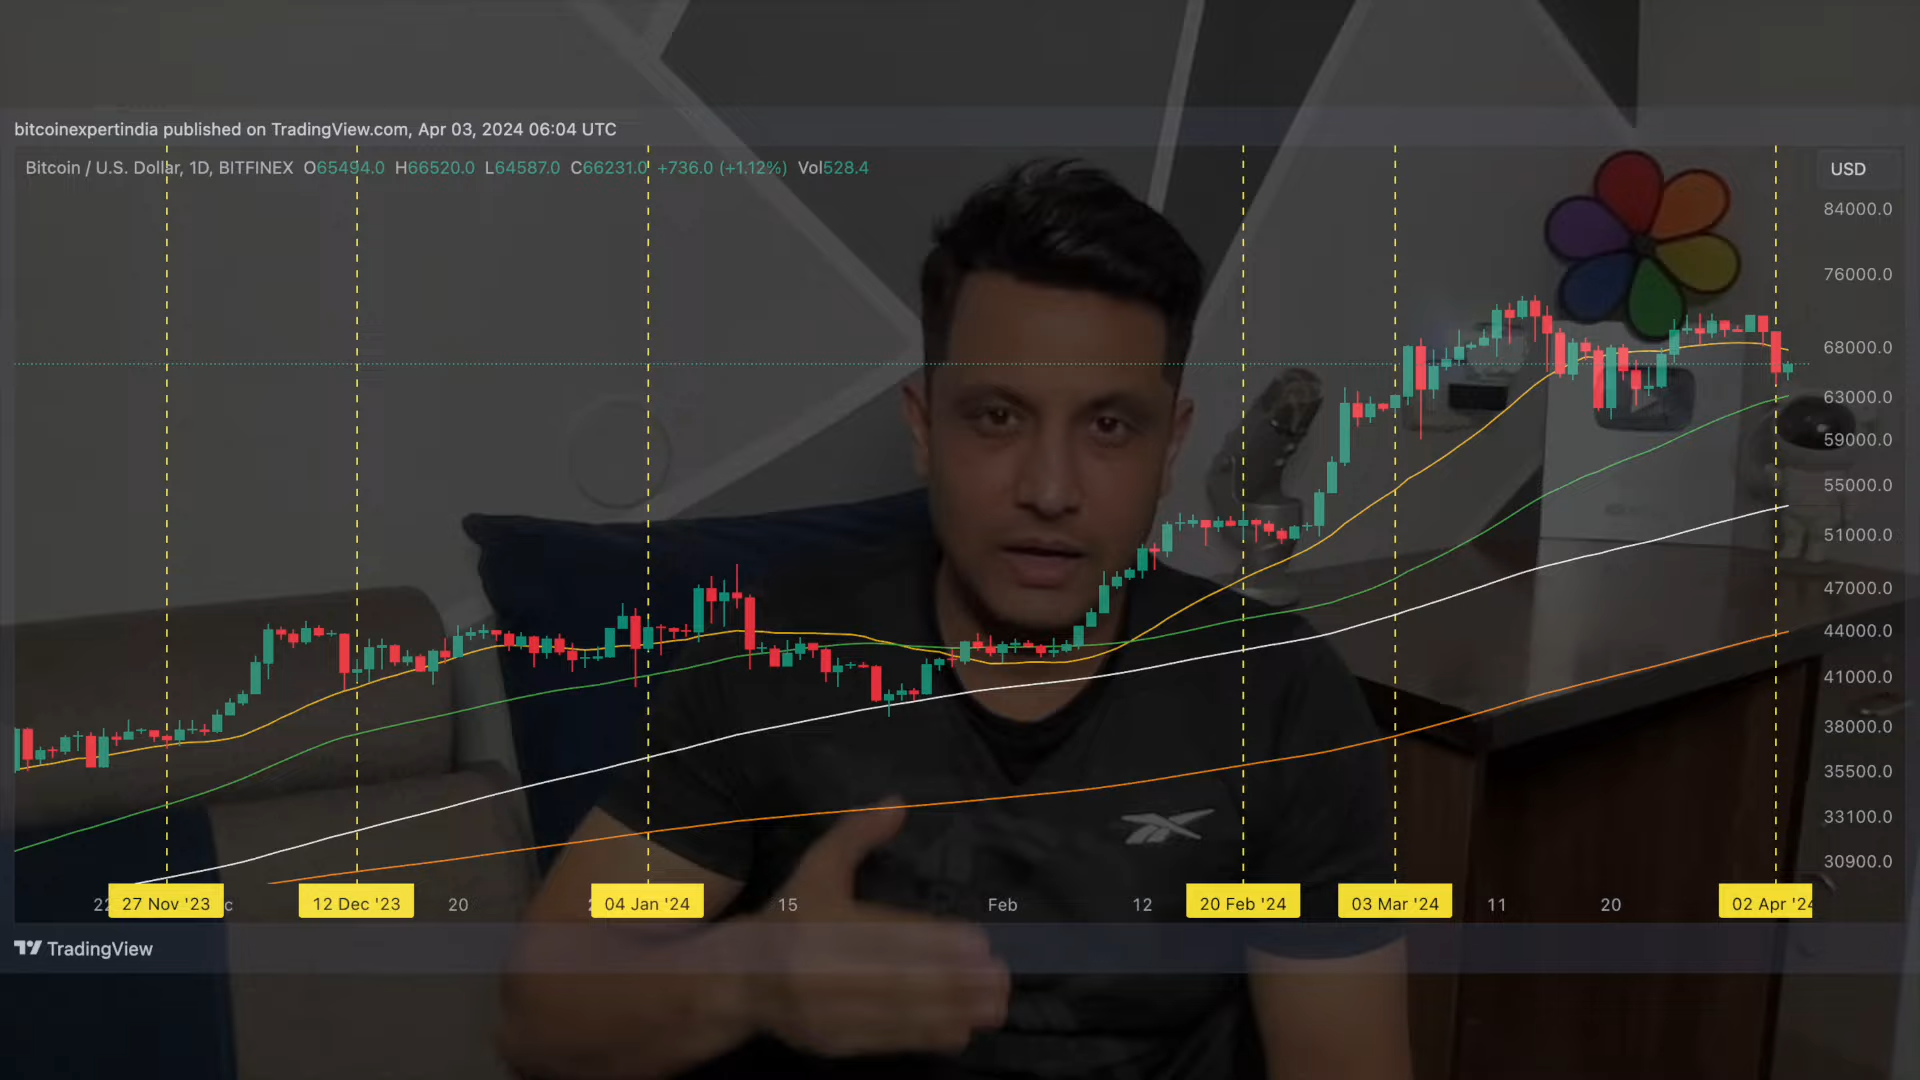 bitcoinexpertindia published on TradingView.com, Apr 03, 2024 06:04 UTC
Bitcoin / U.S. Dollar, 1D, BITFINEX O65494.0 H66520.0 L64587.0 C66231.0 +736.0 (+1.12%) Vol528.4
USD
84000.0
76000.0
68000.0
63000.0
59000.0
55000.0
51000.0
47000.0
44000.0
41000.0
38000.0
35500.0
33100.0
30900.0
27 Nov '23 12 Dec '23 20 04 Jan '24 15 Feb 12 20 Feb '24 03 Mar '24 11 20 02 Apr '24
TradingView